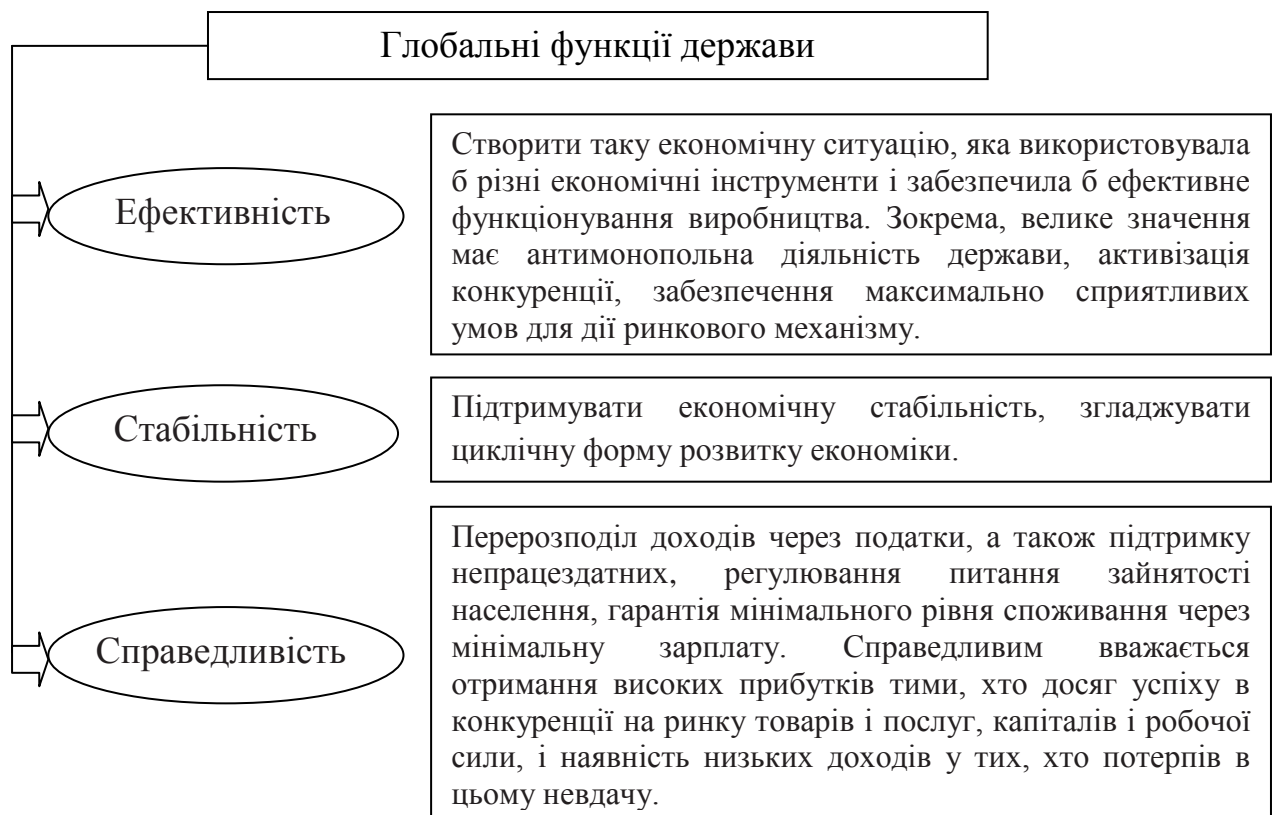 Глобальні функції держави
Ефективність
Створити таку економічну ситуацію, яка використовувала
б різні економічні інструменти і забезпечила б ефективне
функціонування виробництва. Зокрема, велике значення
має антимонопольна діяльність держави, активізація
конкуренції, забезпечення максимально сприятливих
умов для дії ринкового механізму.
Стабільність
Підтримувати економічну стабільність, згладжувати
циклічну форму розвитку економіки.
Справедливість
Перерозподіл доходів через податки, а також підтримку
непрацездатних, регулювання питання зайнятості
населення, гарантія мінімального рівня споживання через
мінімальну зарплату. Справедливим вважається
отримання високих прибутків тими, хто досяг успіху в
конкуренції на ринку товарів і послуг, капіталів і робочої
сили, і наявність низьких доходів у тих, хто потерпів в
цьому невдачу.